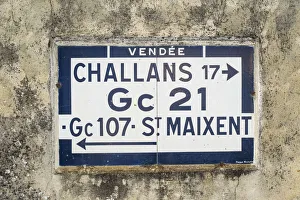 VENDÉE
CHALLANS 17
Gc 21
·Gc 107· ST MAIXENT